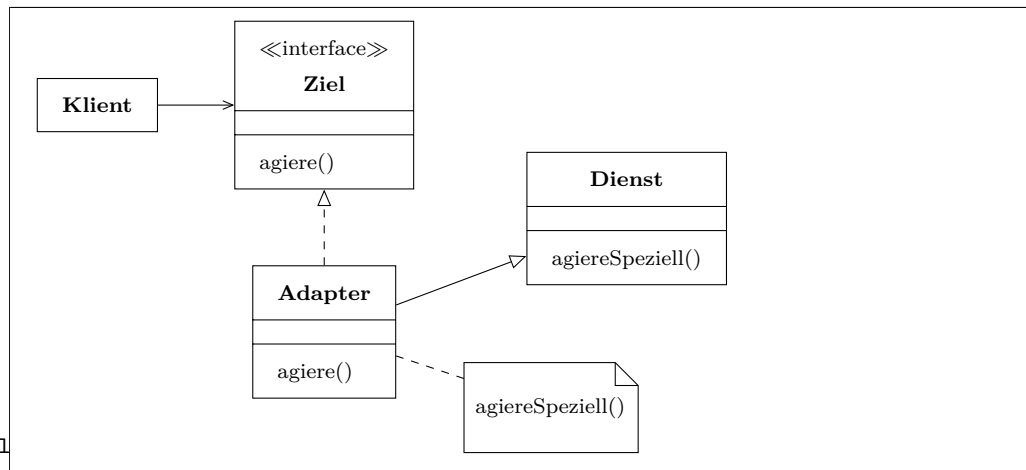 ≪interface≫
Ziel
Klient
agiere()
Dienst
agiereSpeziell()
Adapter
agiere()
agiereSpeziell()